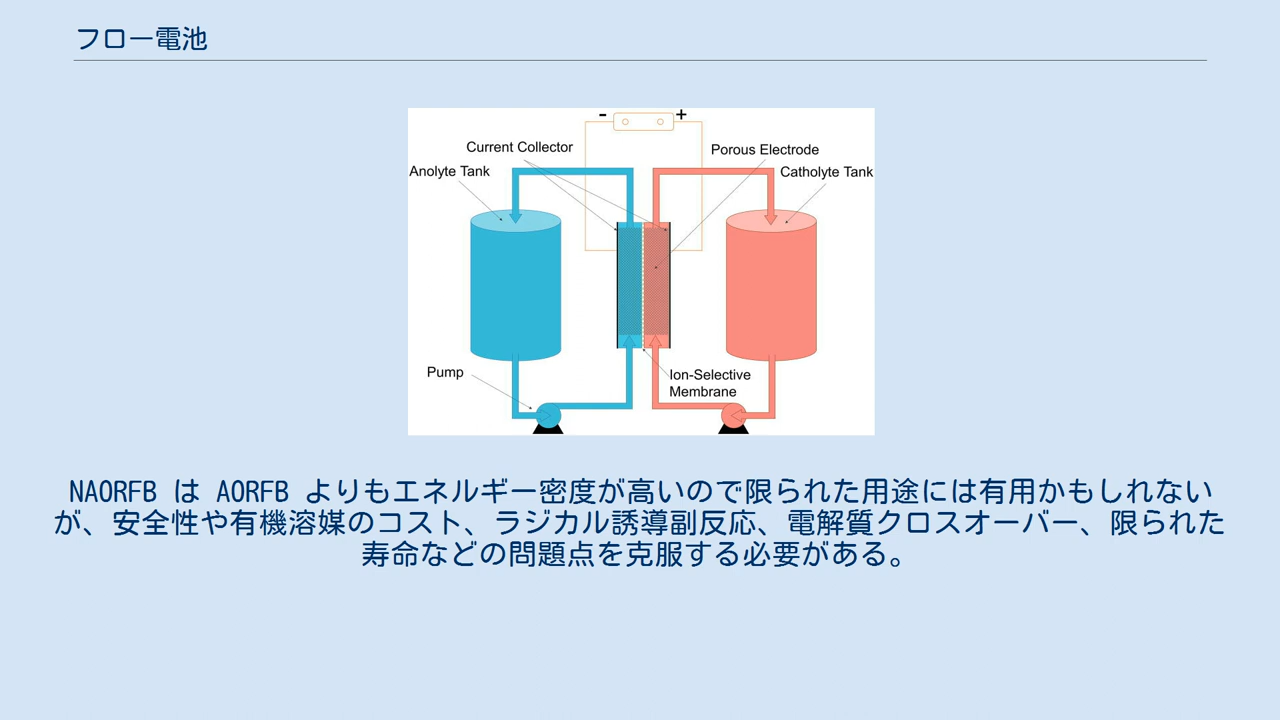 フロー電池
- +
Current Collector
Porous Electrode
Anolyte Tank
Catholyte Tank
Pump
Ion-Selective
Membrane
NAORFB は AORFB よりもエネルギー密度が高いので限られた用途には有用かもしれない
が、安全性や有機溶媒のコスト、ラジカル誘導副反応、電解質クロスオーバー、限られた
寿命などの問題点を克服する必要がある。